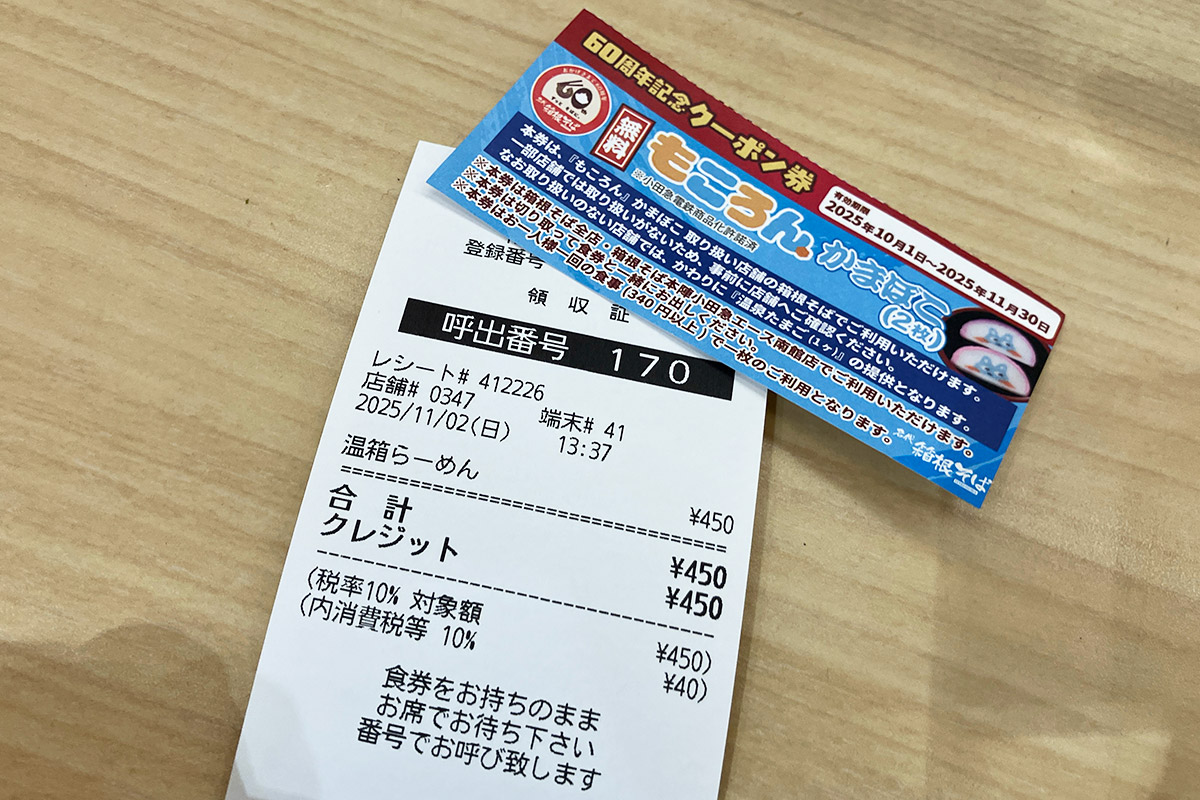 60周年記念クーポン券
有効期限
2025年10月1日～2025年11月30日
60
箱根そば
無料
もころん かまぼこ
(2枚)
※小田急電鉄商品化許諾済
本券は、『もころん』かまぼこ 取り扱い店舗の箱根そばでご利用いただけます。
一部店舗では取り扱いがないため、事前に店舗へご確認ください。
なお取り扱いのない店舗では、かわりに『温泉たまご(1ヶ)』の提供となります。
※本券は箱根そば全店・箱根そば本陣小田急エース南館店でご利用いただけます。
※本券は切り取って食券と一緒にお出しください。
※本券はお一人様一回の食事(340円以上)で一枚のご利用となります。
名代 箱根そば
登録番号
領収証
呼出番号 170
レシート# 412226
店舗# 0347 端末# 41
2025/11/02(日) 13:37
温箱らーめん ¥450
合計 ¥450
クレジット ¥450
(税率10% 対象額 ¥450)
(内消費税等 10% ¥40)
食券をお持ちのまま
お席でお待ち下さい
番号でお呼び致します